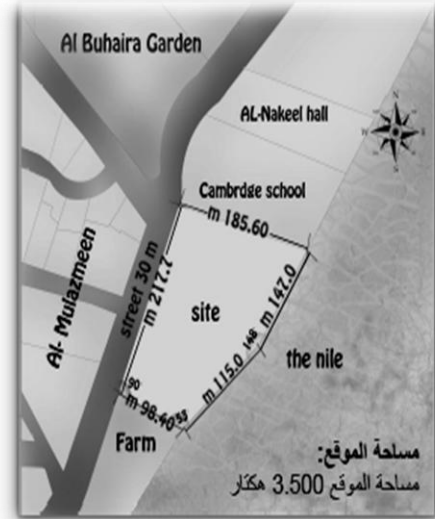 Al Buhaira Garden
AL-Nakeel hall
Cambrdge school
m 185.60
street 30 m
m 217.7
m 147.0
Al- Mulazmeen
site
148
m 115.0
the nile
90
m 98.40
53
Farm
مساحة الموقع:
مساحة الموقع 3.500 هكتار